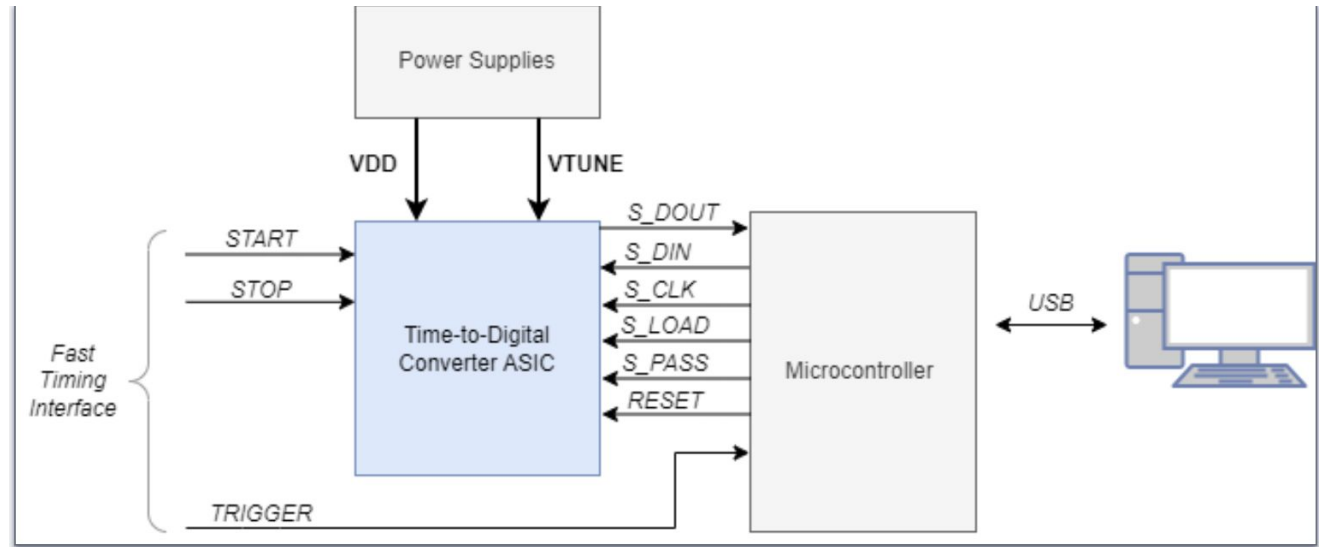 Power Supplies
VDD
VTUNE
START
STOP
Fast
Timing
Interface
TRIGGER
Time-to-Digital
Converter ASIC
S_DOUT
S_DIN
S_CLK
S_LOAD
S_PASS
RESET
Microcontroller
USB